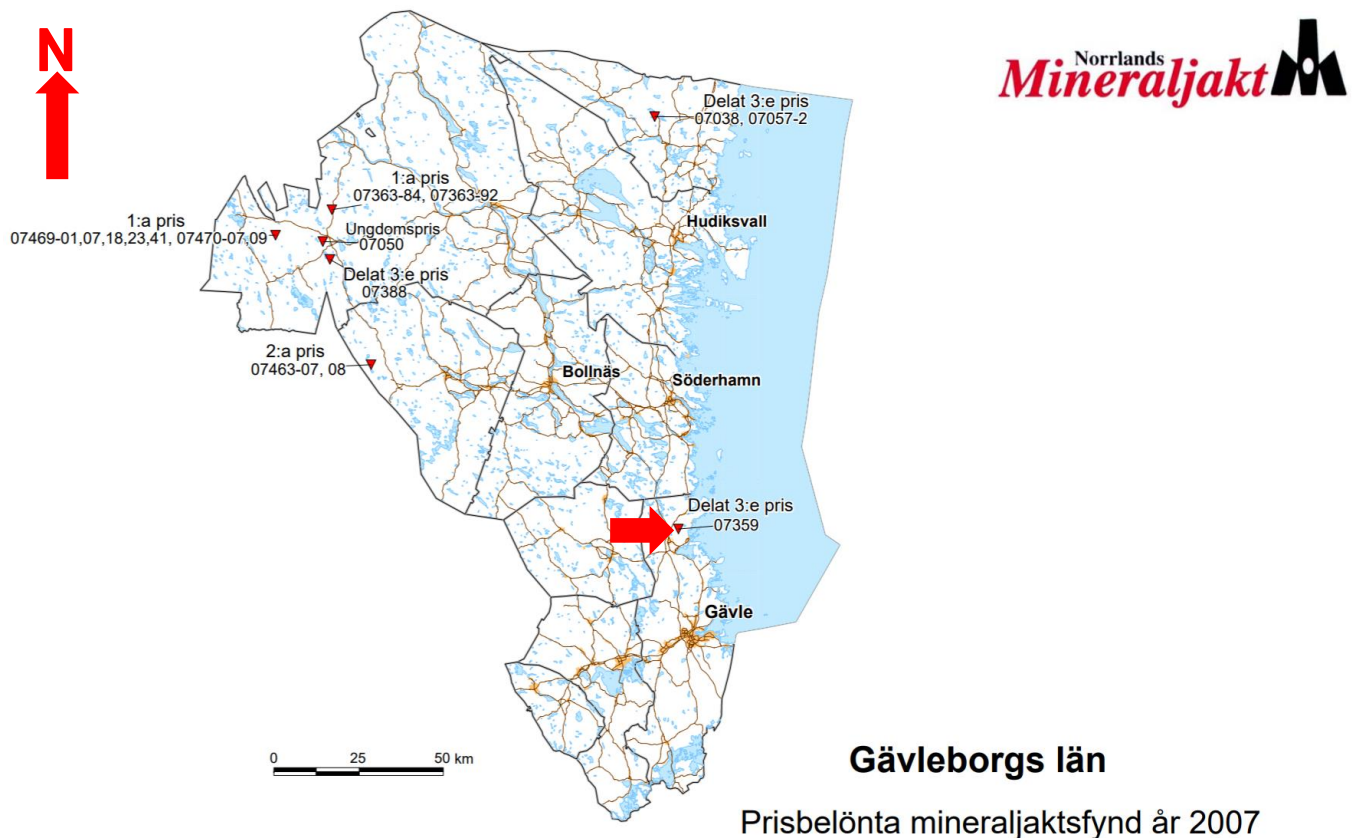 N
Norrlands
Mineraljakt
Delat 3:e pris
07038, 07057-2
1:a pris
07363-84, 07363-92
1:a pris
07469-01,07,18,23,41, 07470-07,09
Ungdomspris
07050
Hudiksvall
Delat 3:e pris
07388
2:a pris
07463-07, 08
Bollnäs
Söderhamn
Delat 3:e pris
07359
Gävle
0 25 50 km
Gävleborgs län
Prisbelönta mineraljaktsfynd år 2007